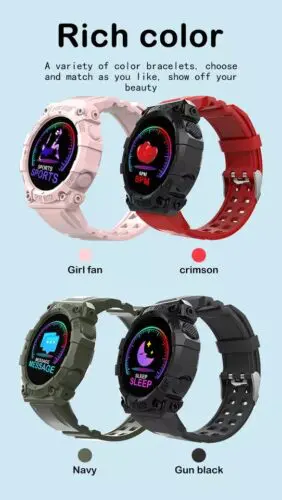 Rich color
A variety of color bracelets, choose
and match as you like, show off your
beauty
SPORTS
SPORTS
BPM
BPM
Girl fan
crimson
MESSAGE
MESSAGE
SLEEP
SLEEP
Navy
Gun black